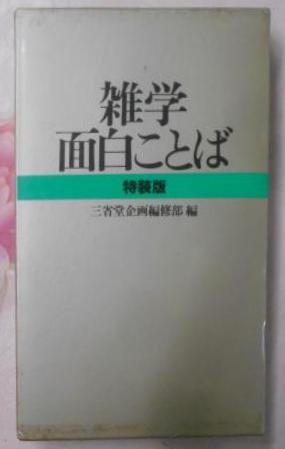 雑学
面白ことば
特装版
三省堂企画編修部 編